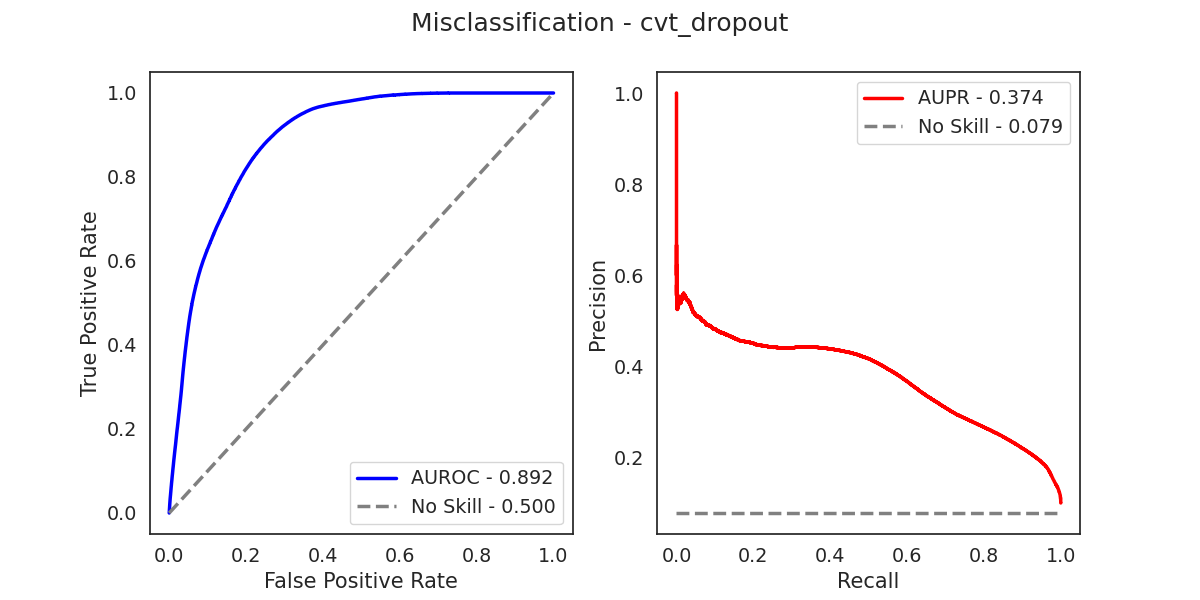 Misclassification - cvt_dropout
True Positive Rate
1.0
0.8
0.6
0.4
0.2
0.0
AUROC - 0.892
No Skill - 0.500
0.0 0.2 0.4 0.6 0.8 1.0
False Positive Rate
Precision
1.0
0.8
0.6
0.4
0.2
AUPR - 0.374
No Skill - 0.079
0.0 0.2 0.4 0.6 0.8 1.0
Recall